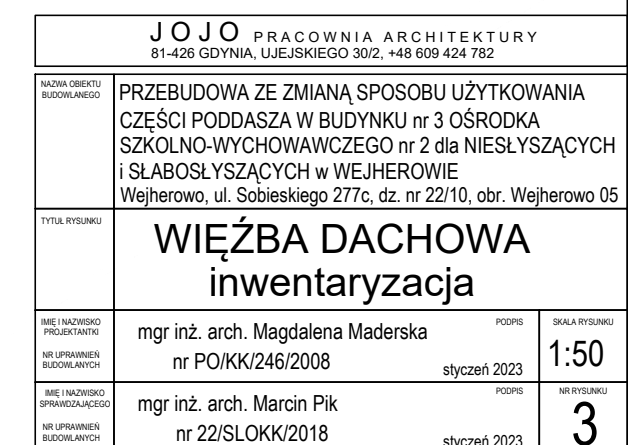 JOJO PRACOWNIA ARCHITEKTURY
81-426 GDYNIA, UJEJSKIEGO 30/2, +48 609 424 782
NAZWA OBIEKTU
BUDOWLANEGO
PRZEBUDOWA ZE ZMIANĄ SPOSOBU UŻYTKOWANIA
CZĘŚCI PODDASZA W BUDYNKU nr 3 OŚRODKA
SZKOLNO-WYCHOWAWCZEGO nr 2 dla NIESŁYSZĄCYCH
i SŁABOSŁYSZĄCYCH w WEJHEROWIE
Wejherowo, ul. Sobieskiego 277c, dz. nr 22/10, obr. Wejherowo 05
TYTUŁ RYSUNKU
WIĘŹBA DACHOWA
inwentaryzacja
IMIĘ I NAZWISKO
PROJEKTANTKI
NR UPRAWNIEŃ
BUDOWLANYCH
mgr inż. arch. Magdalena Maderska
nr PO/KK/246/2008
PODPIS
styczeń 2023
SKALA RYSUNKU
1:50
IMIĘ I NAZWISKO
SPRAWDZAJĄCEGO
NR UPRAWNIEŃ
BUDOWLANYCH
mgr inż. arch. Marcin Pik
nr 22/SLOKK/2018
PODPIS
styczeń 2023
NR RYSUNKU
3